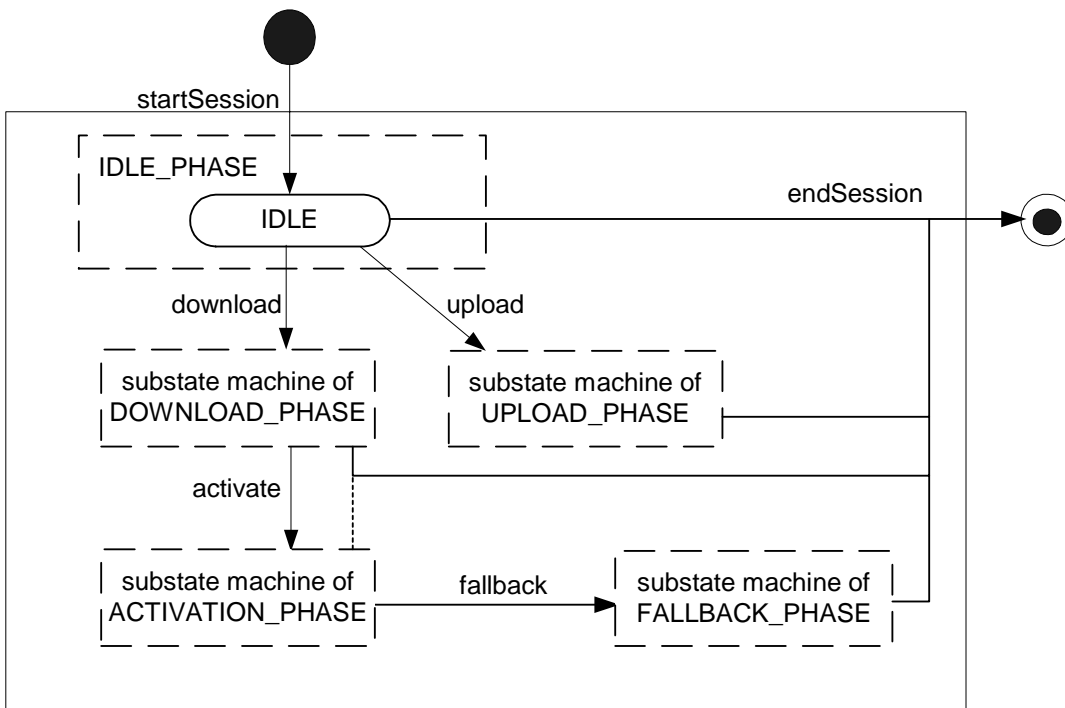 startSession
IDLE_PHASE
endSession
IDLE
download
upload
substate machine of
DOWNLOAD_PHASE
substate machine of
UPLOAD_PHASE
activate
substate machine of
ACTIVATION_PHASE
fallback
substate machine of
FALLBACK_PHASE